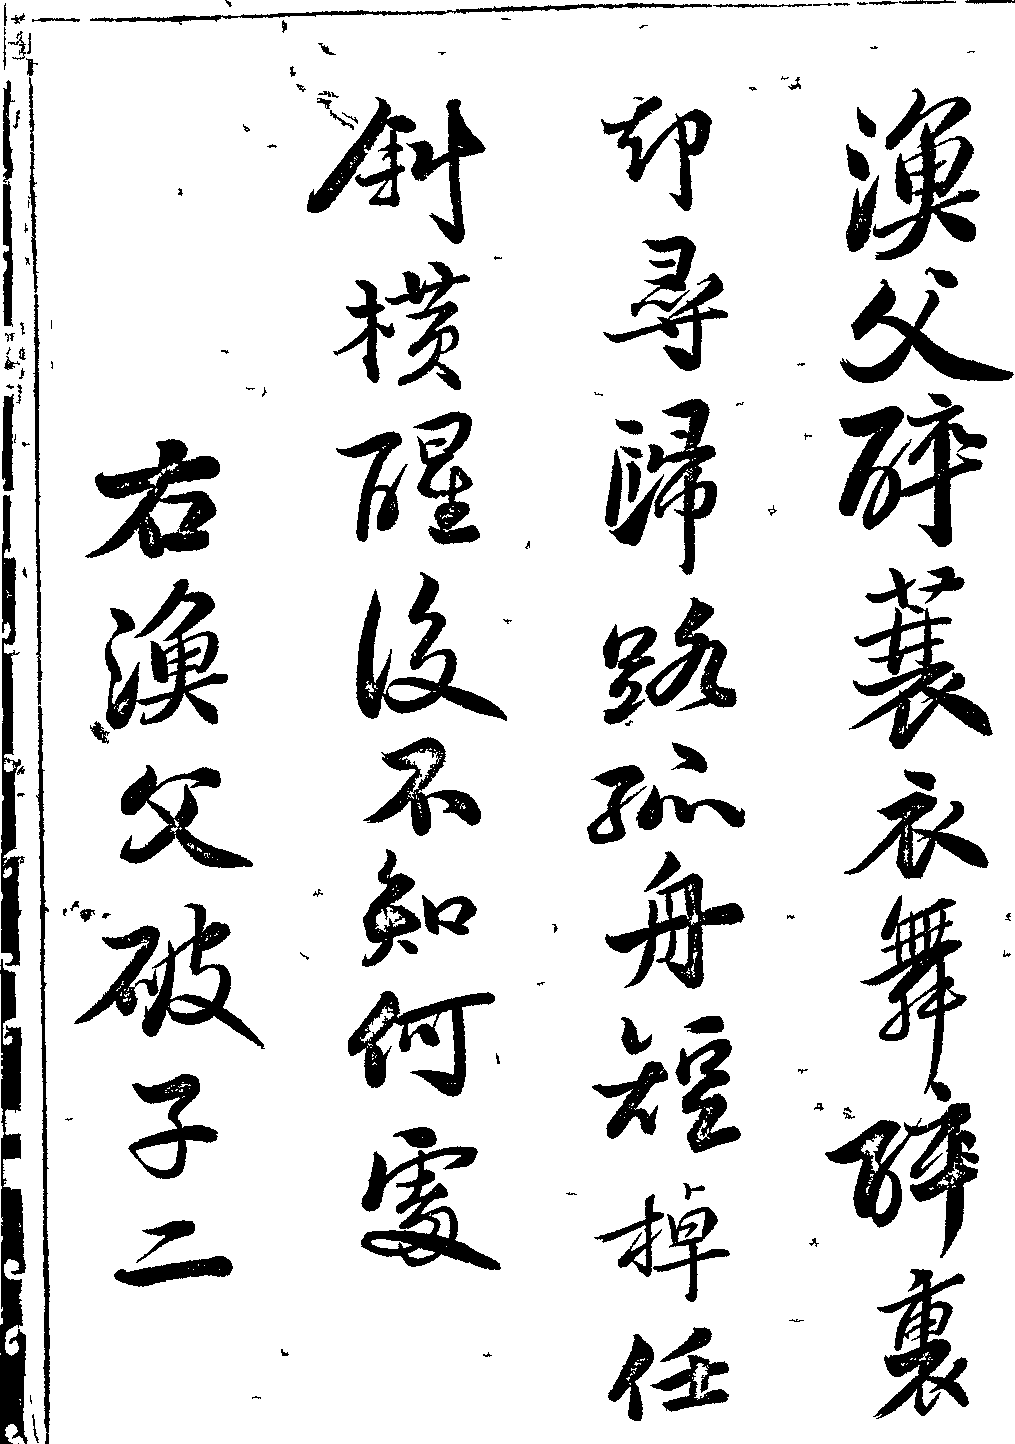 漁父醉蓑衣舞醉裏
却尋歸路孤舟短棹任
斜橫醒後不知何處
右漁父破子二